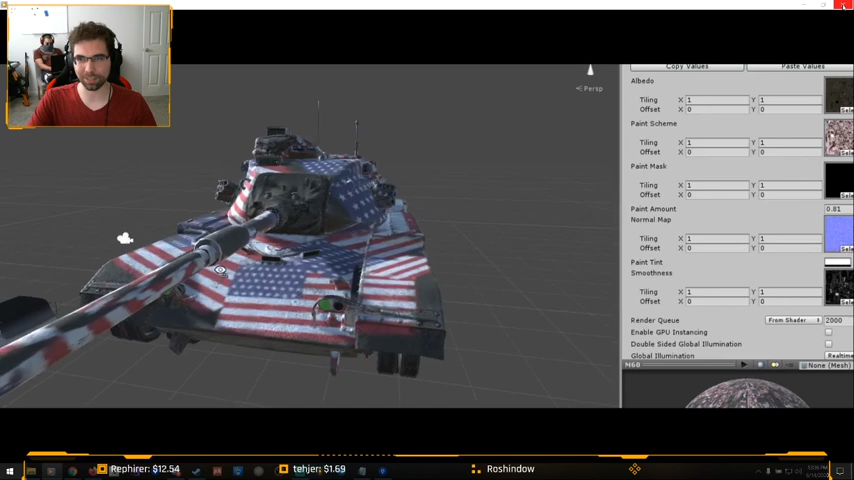 Copy Values Paste Values
Persp
Albedo
Tiling X 1 Y 1
Offset X 0 Y 0
Paint Scheme
Tiling X 1 Y 1
Offset X 0 Y 0
Paint Mask
Tiling X 1 Y 1
Offset X 0 Y 0
Paint Amount 0.81
Normal Map
Tiling X 1 Y 1
Offset X 0 Y 0
Paint Tint
Smoothness
Tiling X 1 Y 1
Offset X 0 Y 0
Render Queue From Shader 2000
Enable GPU Instancing
Double Sided Global Illumination
Global Illumination Realtime
M60 None (Mesh)
Rephirer: $12.54 tehjer: $1.69 Roshindow